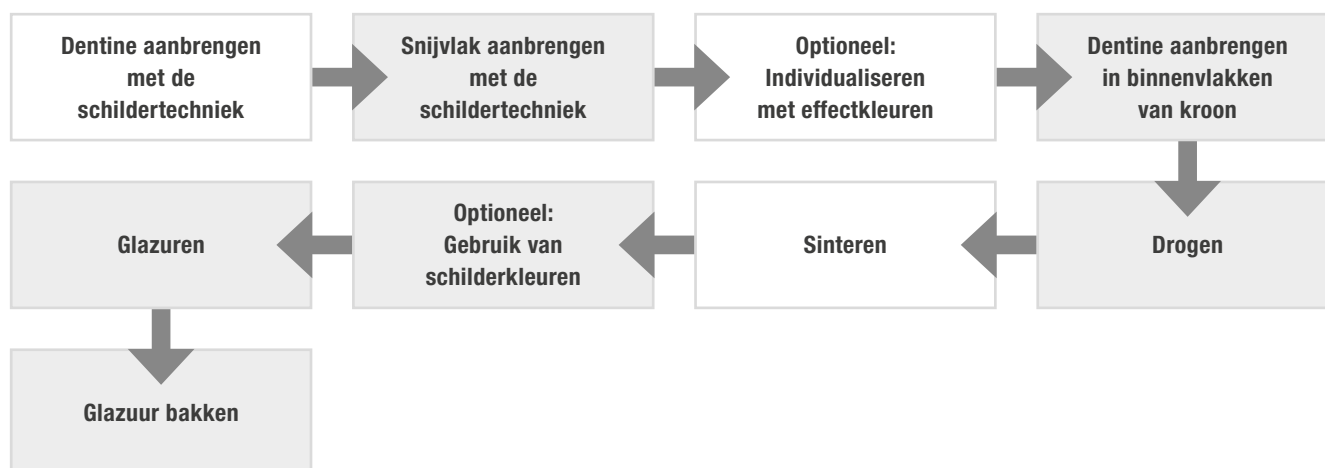 Dentine aanbrengen
met de
schildertechniek
Snijvlak aanbrengen
met de
schildertechniek
Optioneel:
Individualiseren
met effectkleuren
Dentine aanbrengen
in binnenvlakken
van kroon
Drogen
Sinteren
Optioneel:
Gebruik van
schilderkleuren
Glazuren
Glazuur bakken